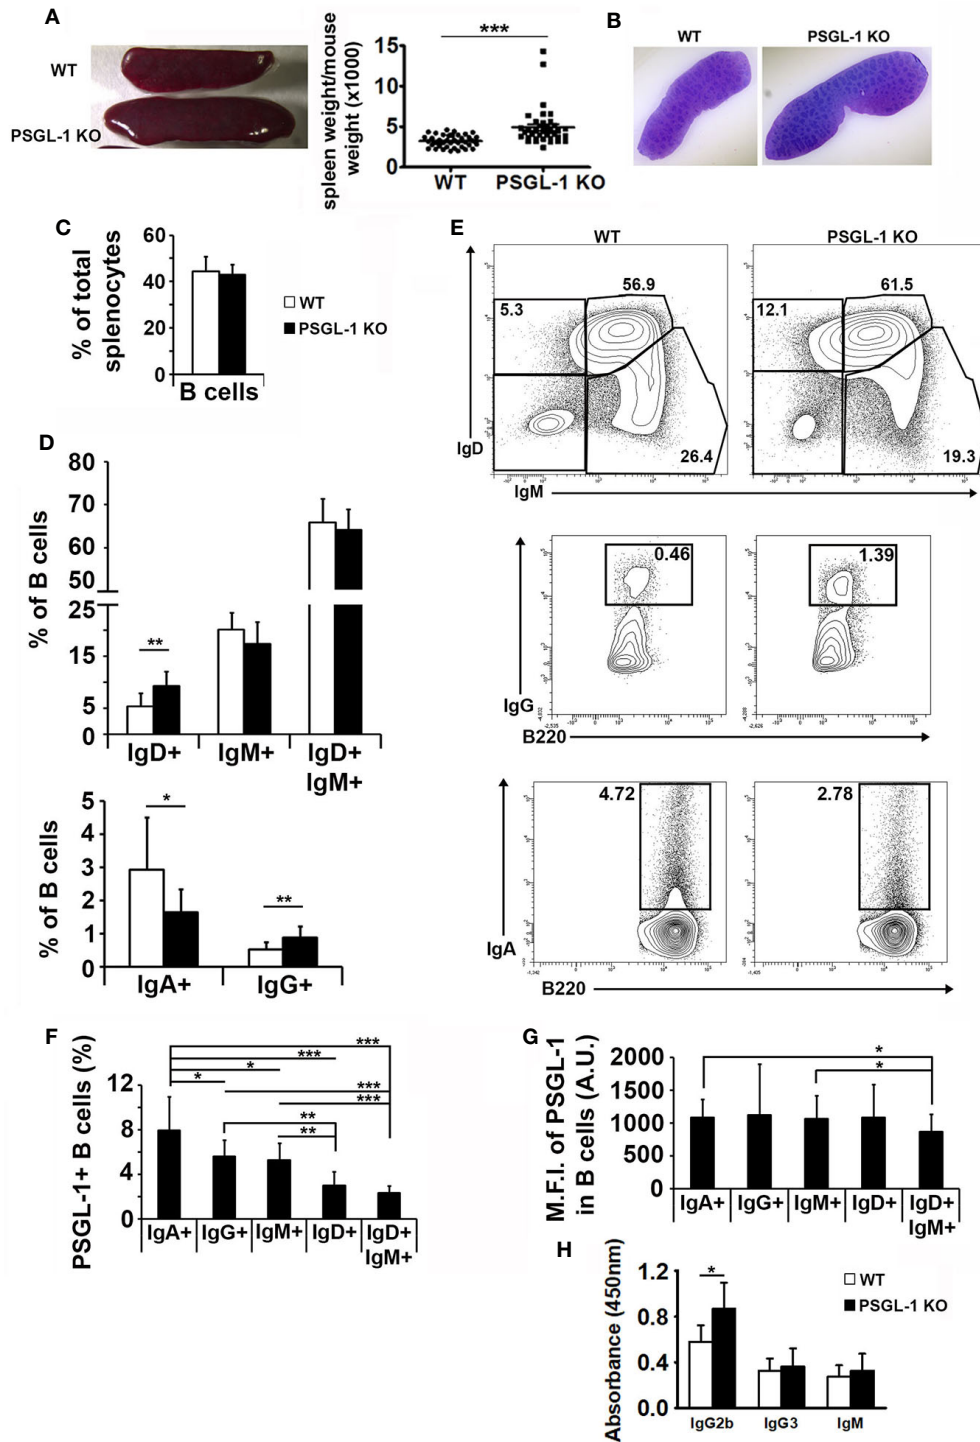 A
WT
PSGL-1 KO
spleen weight/mouse
weight (x1000)
15
10
5
0
***
WT
PSGL-1 KO
B
WT
PSGL-1 KO
C
% of total
splenocytes
60
40
20
0
B cells
WT
PSGL-1 KO
D
% of B cells
80
70
60
50
25
15
5
0
**
IgD+
IgM+
IgD+
IgM+
% of B cells
5
4
3
2
1
0
*
**
IgA+
IgG+
E
WT
PSGL-1 KO
5.3
56.9
26.4
12.1
61.5
19.3
IgD
IgM
0.46
1.39
IgG
B220
4.72
2.78
IgA
B220
F
PSGL-1+ B cells (%)
12
8
4
0
***
***
*
*
***
***
**
**
IgA+
IgG+
IgM+
IgD+
IgD+
IgM+
G
M.F.I. of PSGL-1
in B cells (A.U.)
2000
1500
1000
500
0
*
*
IgA+
IgG+
IgM+
IgD+
IgD+
IgM+
H
Absorbance (450nm)
1.2
0.8
0.4
0.0
*
WT
PSGL-1 KO
IgG2b
IgG3
IgM